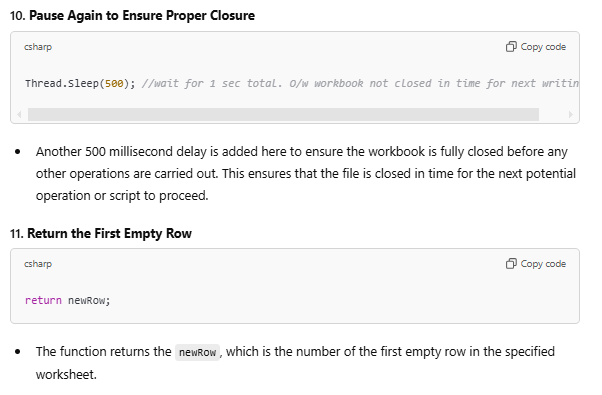 10. Pause Again to Ensure Proper Closure
csharp
Copy code
Thread.Sleep(500); //wait for 1 sec total. O/w workbook not closed in time for next writin
• Another 500 millisecond delay is added here to ensure the workbook is fully closed before any
other operations are carried out. This ensures that the file is closed in time for the next potential
operation or script to proceed.
11. Return the First Empty Row
csharp
Copy code
return newRow;
• The function returns the newRow, which is the number of the first empty row in the specified
worksheet.